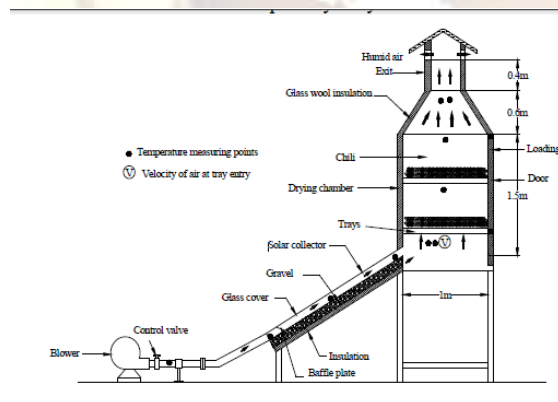 Humid air
Exit
0.4m
Glass wool insulation
0.6m
Loading
Temperature measuring points
Chili
V Velocity of air at tray entry
Door
Drying chamber
1.5m
Trays
V
Solar collector
Gravel
Glass cover
1m
Control valve
Blower
Insulation
Baffle plate